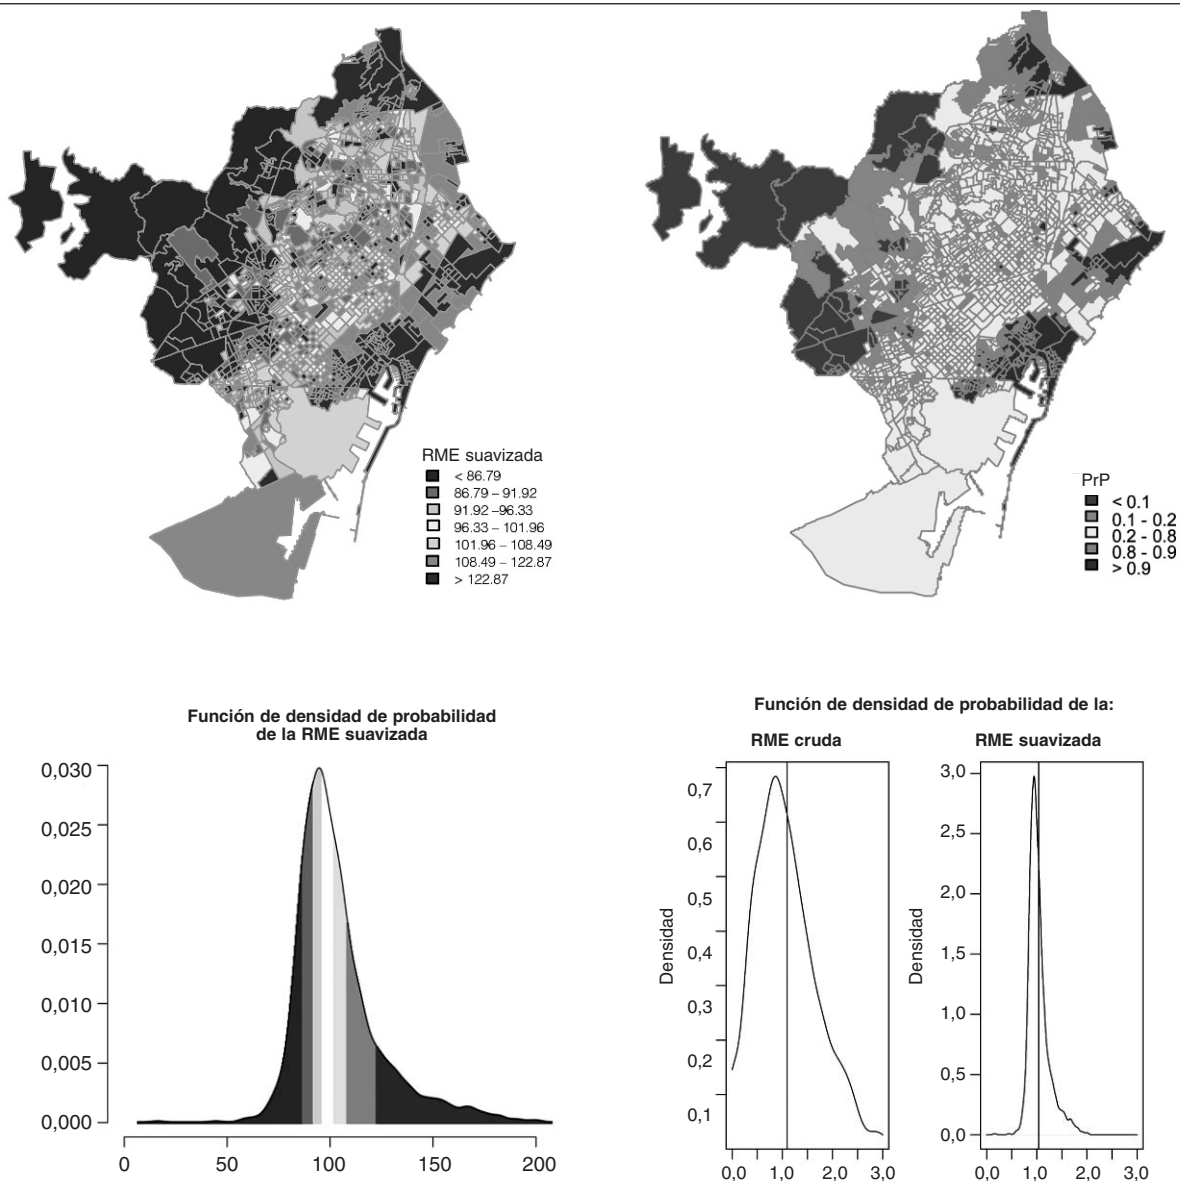 RME suavizada
< 86.79
86.79 – 91.92
91.92 –96.33
96.33 – 101.96
101.96 – 108.49
108.49 – 122.87
> 122.87
PrP
< 0.1
0.1 - 0.2
0.2 - 0.8
0.8 - 0.9
> 0.9
Función de densidad de probabilidad
de la RME suavizada
0,030
0,025
0,020
0,015
0,010
0,005
0,000
0
50
100
150
200
Función de densidad de probabilidad de la:
RME cruda
Densidad
0,7
0,6
0,5
0,4
0,3
0,2
0,1
0,0
1,0
2,0
3,0
RME suavizada
Densidad
3,0
2,5
2,0
1,5
1,0
0,5
0,0
0,0
1,0
2,0
3,0